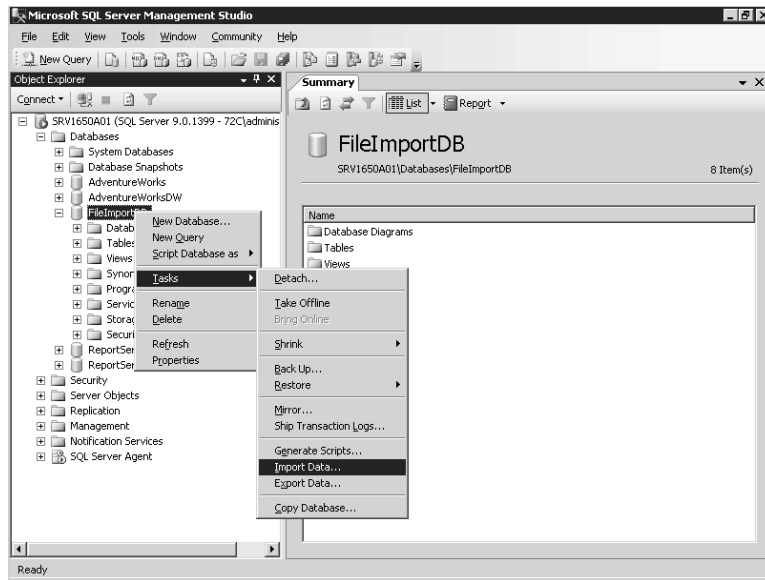 Microsoft SQL Server Management Studio
File Edit View Tools Window Community Help
New Query
Object Explorer
Connect
SRV1650A01 (SQL Server 9.0.1399 - 72C\adminis
Databases
System Databases
Database Snapshots
AdventureWorks
AdventureWorksDW
FileImportDB
Datab
Tables
Views
Synor
Progra
Servic
Storag
Securi
ReportSer
ReportSer
Security
Server Objects
Replication
Management
Notification Services
SQL Server Agent
New Database...
New Query
Script Database as
Tasks
Rename
Delete
Refresh
Properties
Detach...
Take Offline
Bring Online
Shrink
Back Up...
Restore
Mirror...
Ship Transaction Logs...
Generate Scripts...
Import Data...
Export Data...
Copy Database...
Summary
List Report
FileImportDB
SRV1650A01\Databases\FileImportDB 8 Item(s)
Name
Database Diagrams
Tables
Views
Ready